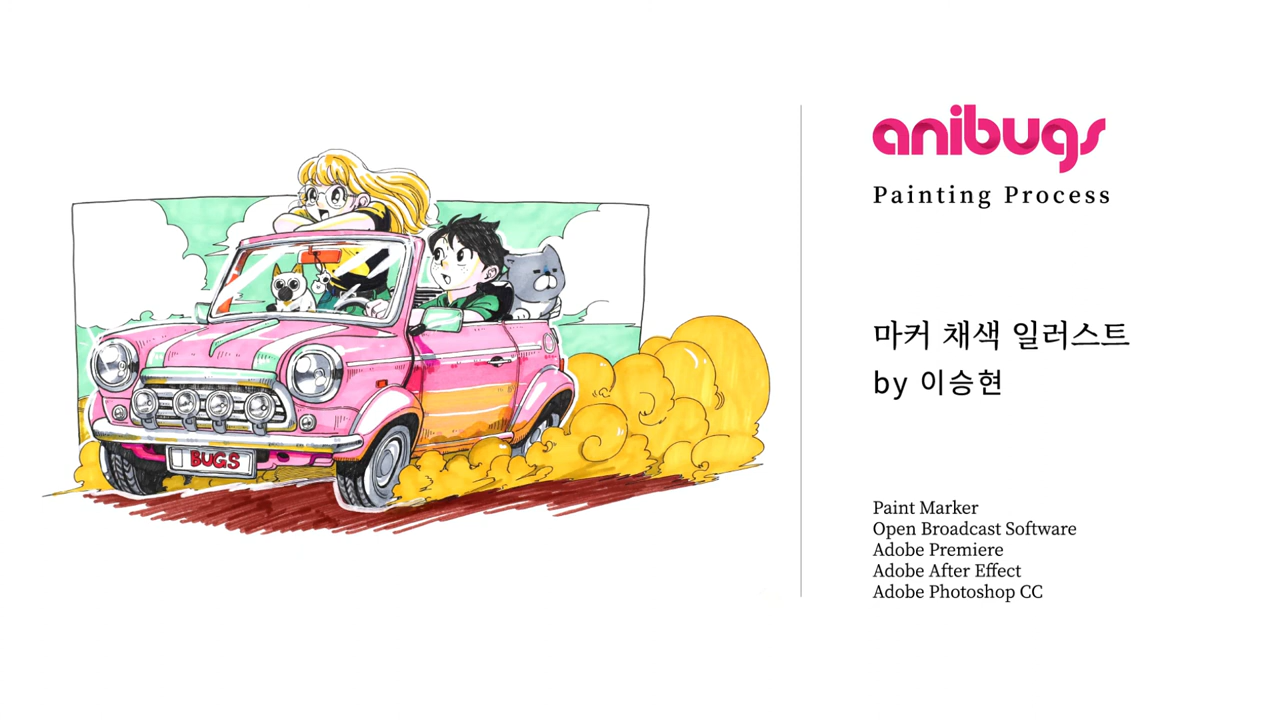 BUGS
anibugs
Painting Process
마커 채색 일러스트
by 이승현
Paint Marker
Open Broadcast Software
Adobe Premiere
Adobe After Effect
Adobe Photoshop CC